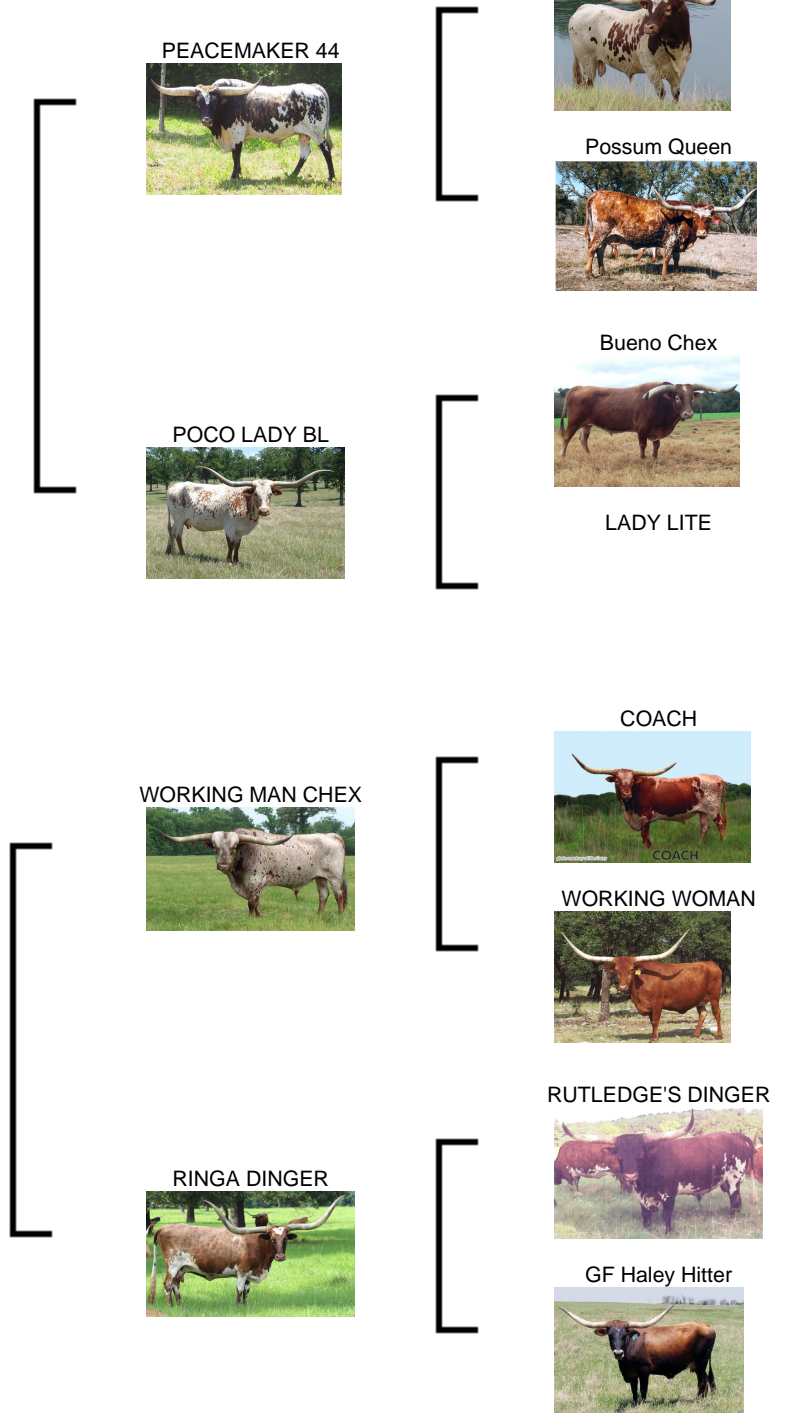 PEACEMAKER 44
Possum Queen
Bueno Chex
POCO LADY BL
LADY LITE
COACH
COACH
WORKING MAN CHEX
WORKING WOMAN
RUTLEDGE'S DINGER
RINGA DINGER
GF Haley Hitter